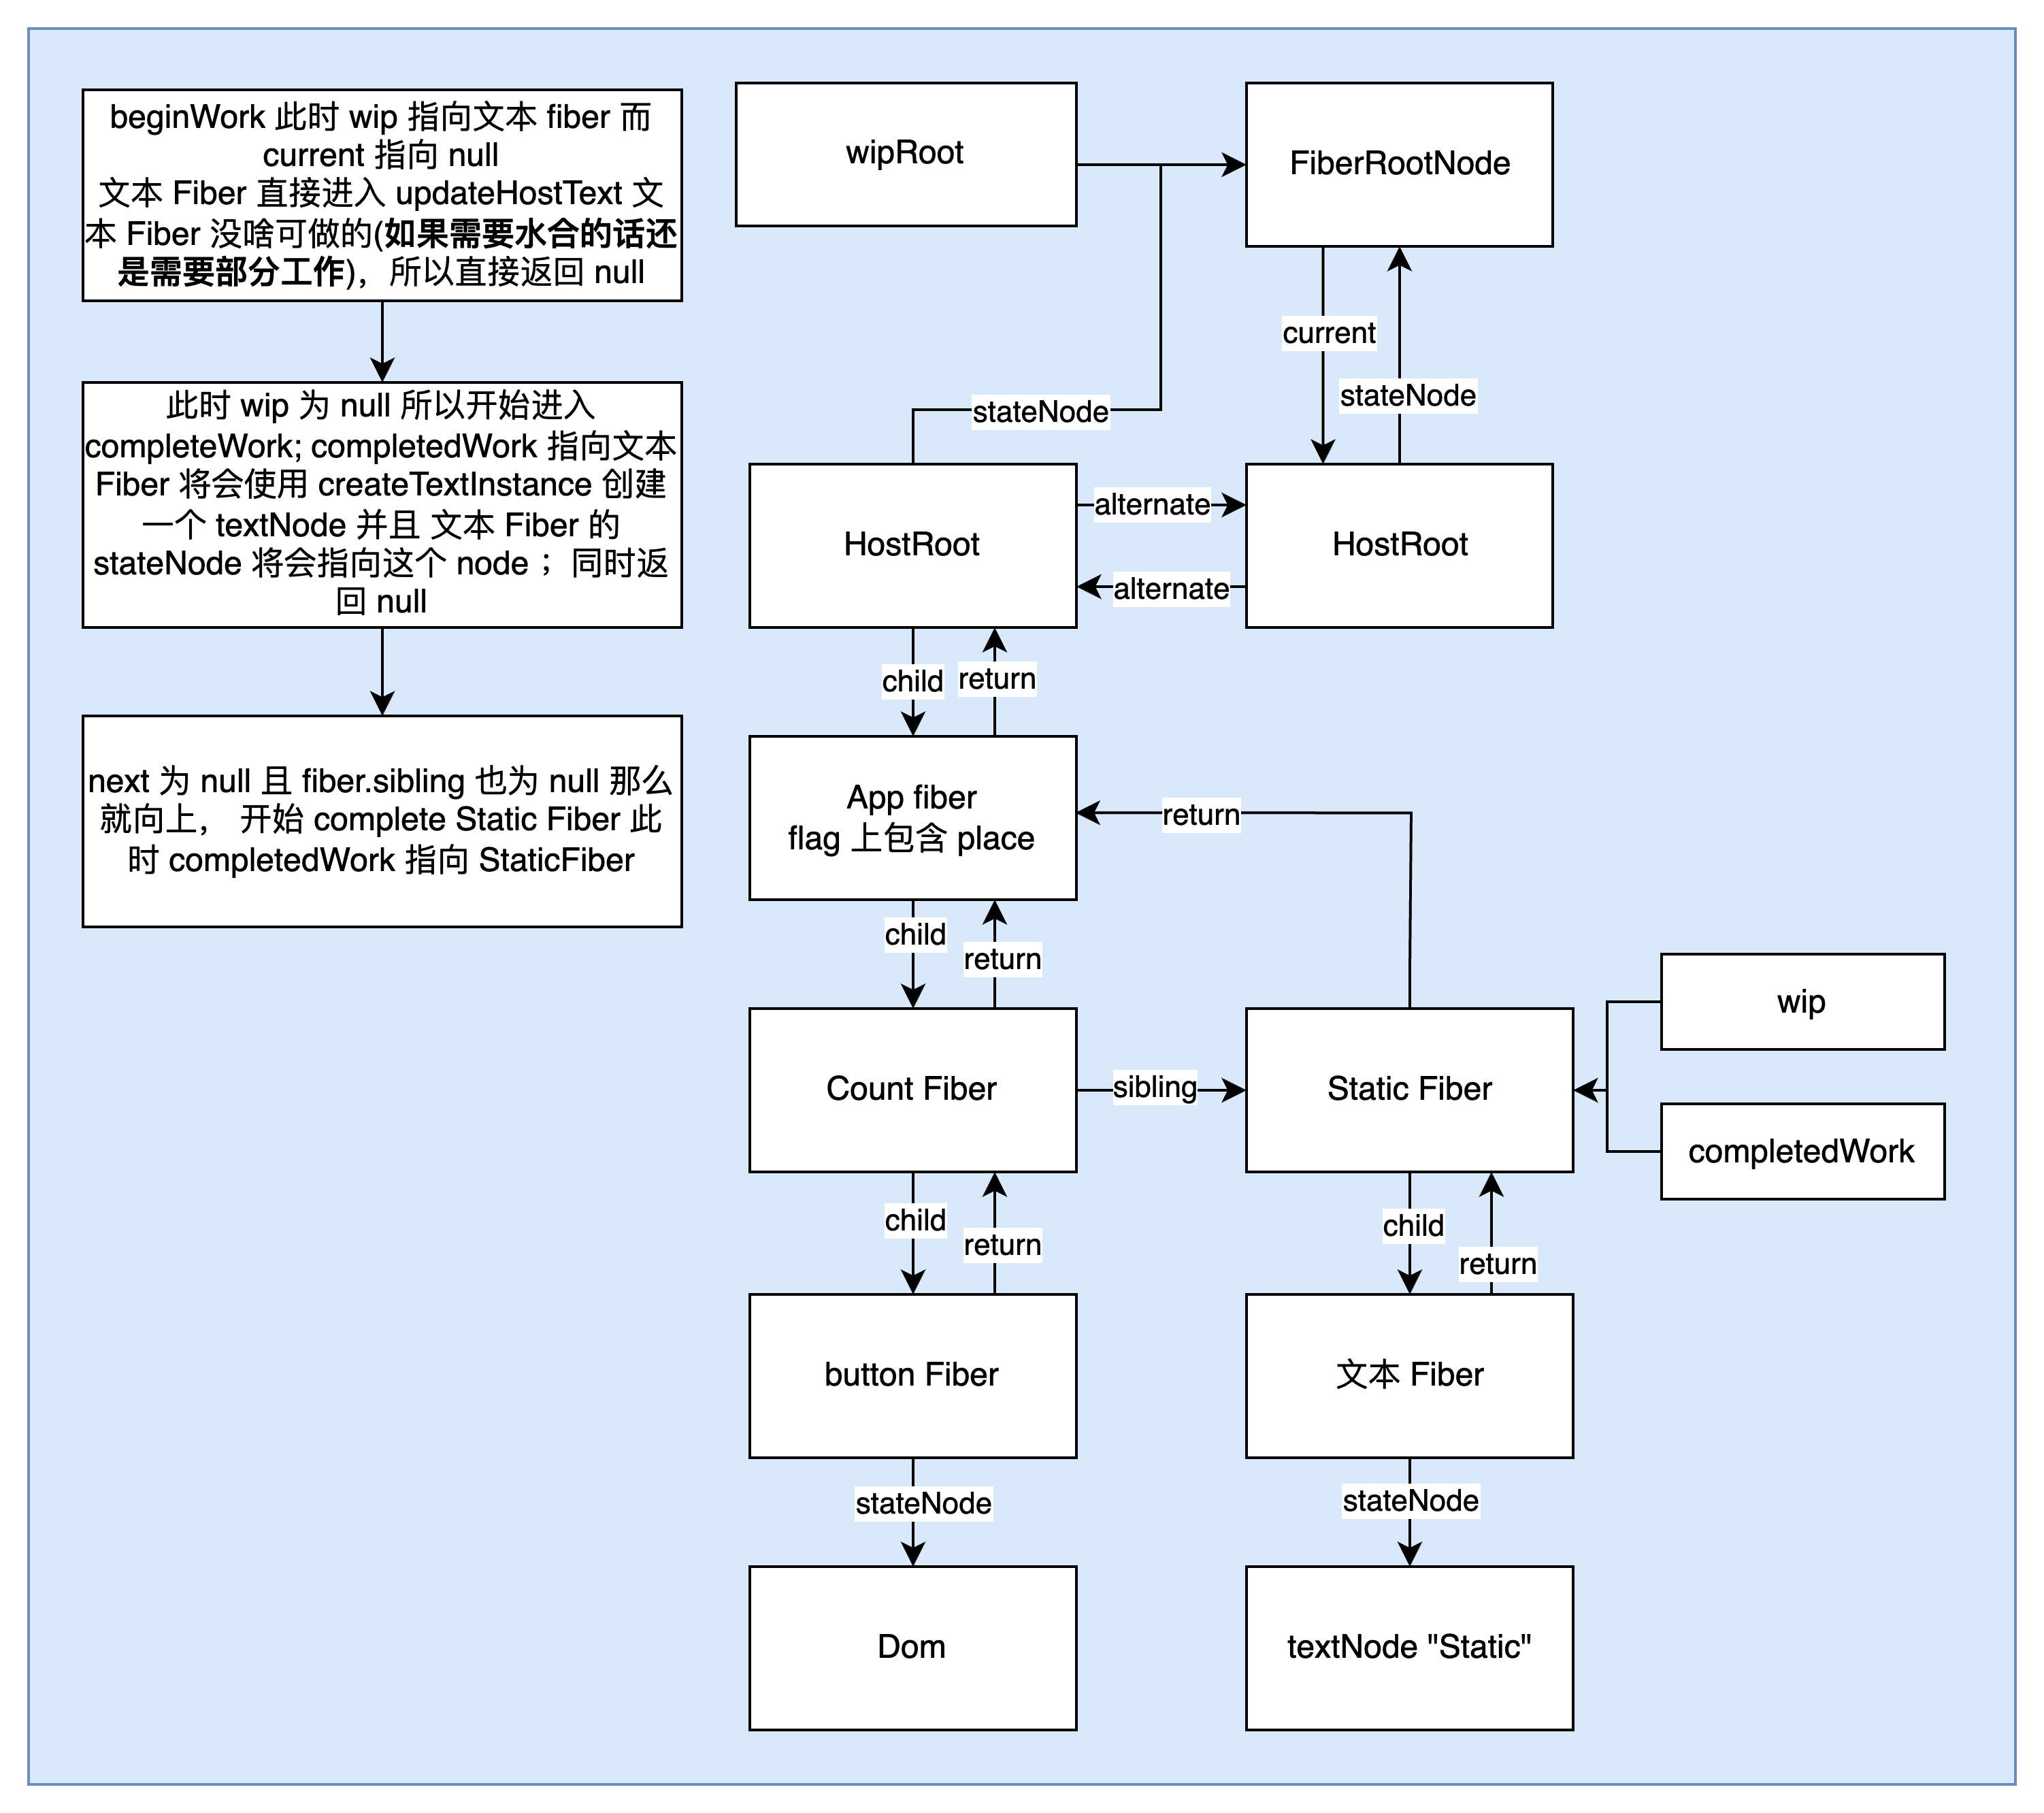 beginWork 此时 wip 指向文本 fiber 而
current 指向 null
文本 Fiber 直接进入 updateHostText 文
本 Fiber 没啥可做的(如果需要水合的话还
是需要部分工作)，所以直接返回 null
此时 wip 为 null 所以开始进入
completeWork; completedWork 指向文本
Fiber 将会使用 createTextInstance 创建
一个 textNode 并且 文本 Fiber 的
stateNode 将会指向这个 node ；同时返
回 null
next 为 null 且 fiber.sibling 也为 null 那么
就向上， 开始 complete Static Fiber 此
时 completedWork 指向 StaticFiber
wipRoot
FiberRootNode
current
stateNode
stateNode
HostRoot
alternate
alternate
HostRoot
child
return
App fiber
flag 上包含 place
return
child
return
Count Fiber
sibling
Static Fiber
wip
completedWork
child
return
child
return
button Fiber
文本 Fiber
stateNode
stateNode
Dom
textNode "Static"